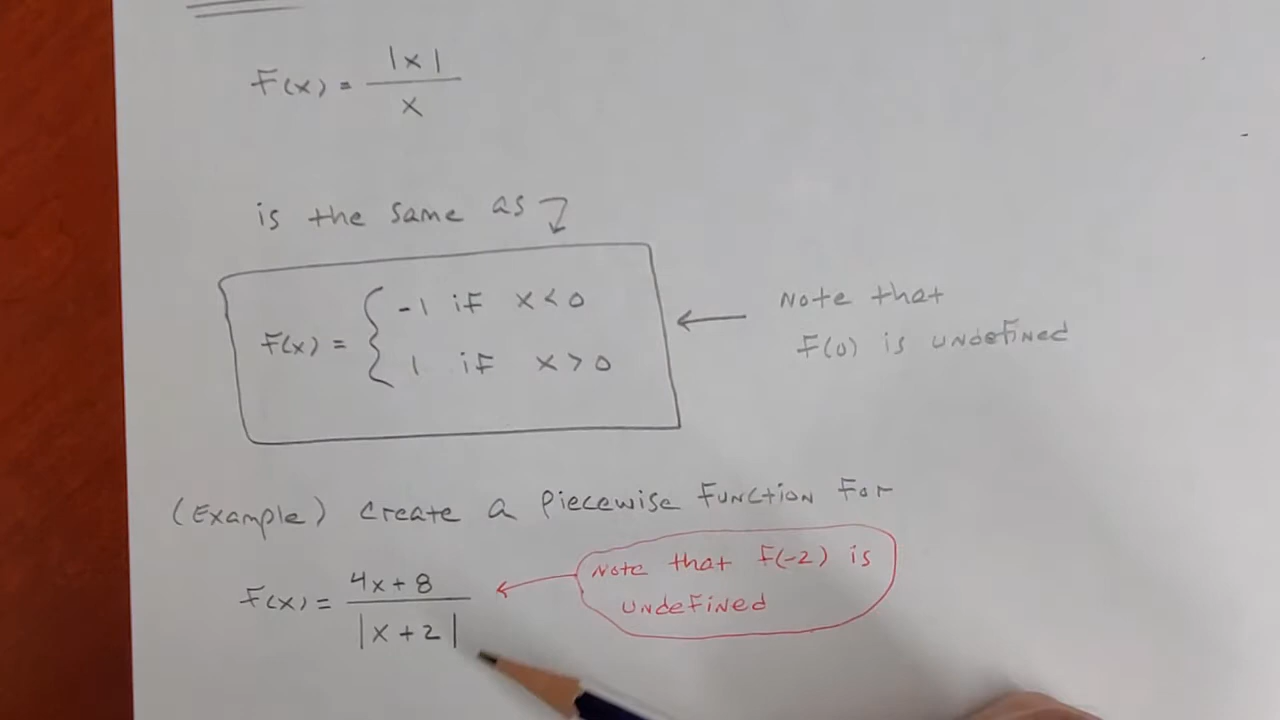 F(x) = |x| / x
is the same as
F(x) = { -1 if x < 0
1 if x > 0
Note that
F(0) is undefined
(Example) create a Piecewise Function For
F(x) = 4x+8 / |x+2|
Note that F(-2) is
undefined